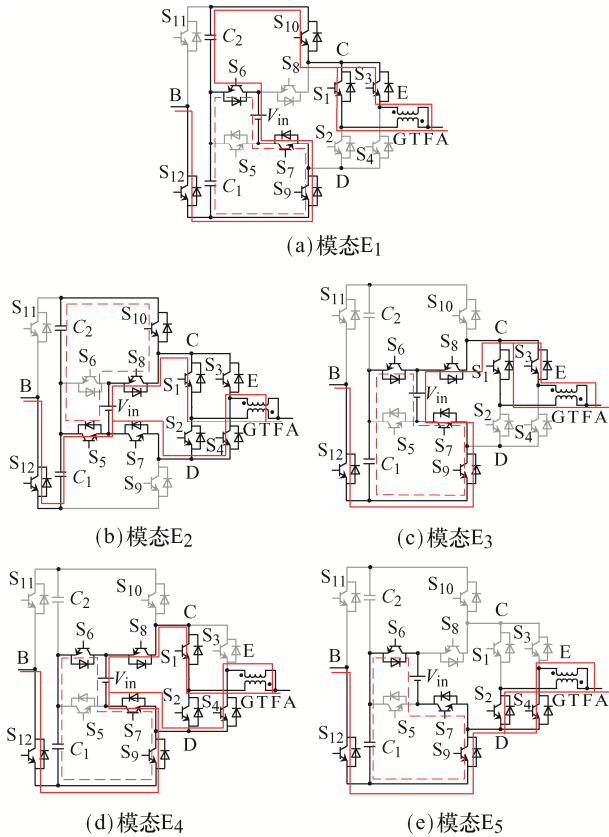 S11
C2
S10
C
S6
S8
S3
E
S1
B
Vin
GTFA
S2
S4
S5
S7
S12
C1
S9
D
(a)模态E1
S11
C2
S10
C
S6
S8
S3
E
S1
B
Vin
S2
GTFA
S4
S5
S7
D
S12
C1
S9
(b)模态E2
S11
C2
S10
C
S6
S8
S3
E
S1
B
Vin
GTFA
S2
S4
S5
S7
D
S12
C1
S9
(c)模态E3
S11
C2
S10
C
S6
S8
S3
E
S1
B
Vin
S2
S4
GTFA
S5
S7
D
S12
C1
S9
(d)模态E4
S11
C2
S10
C
S6
S8
S3
E
S1
B
Vin
S2
S4
GTFA
S5
S7
D
S12
C1
S9
(e)模态E5